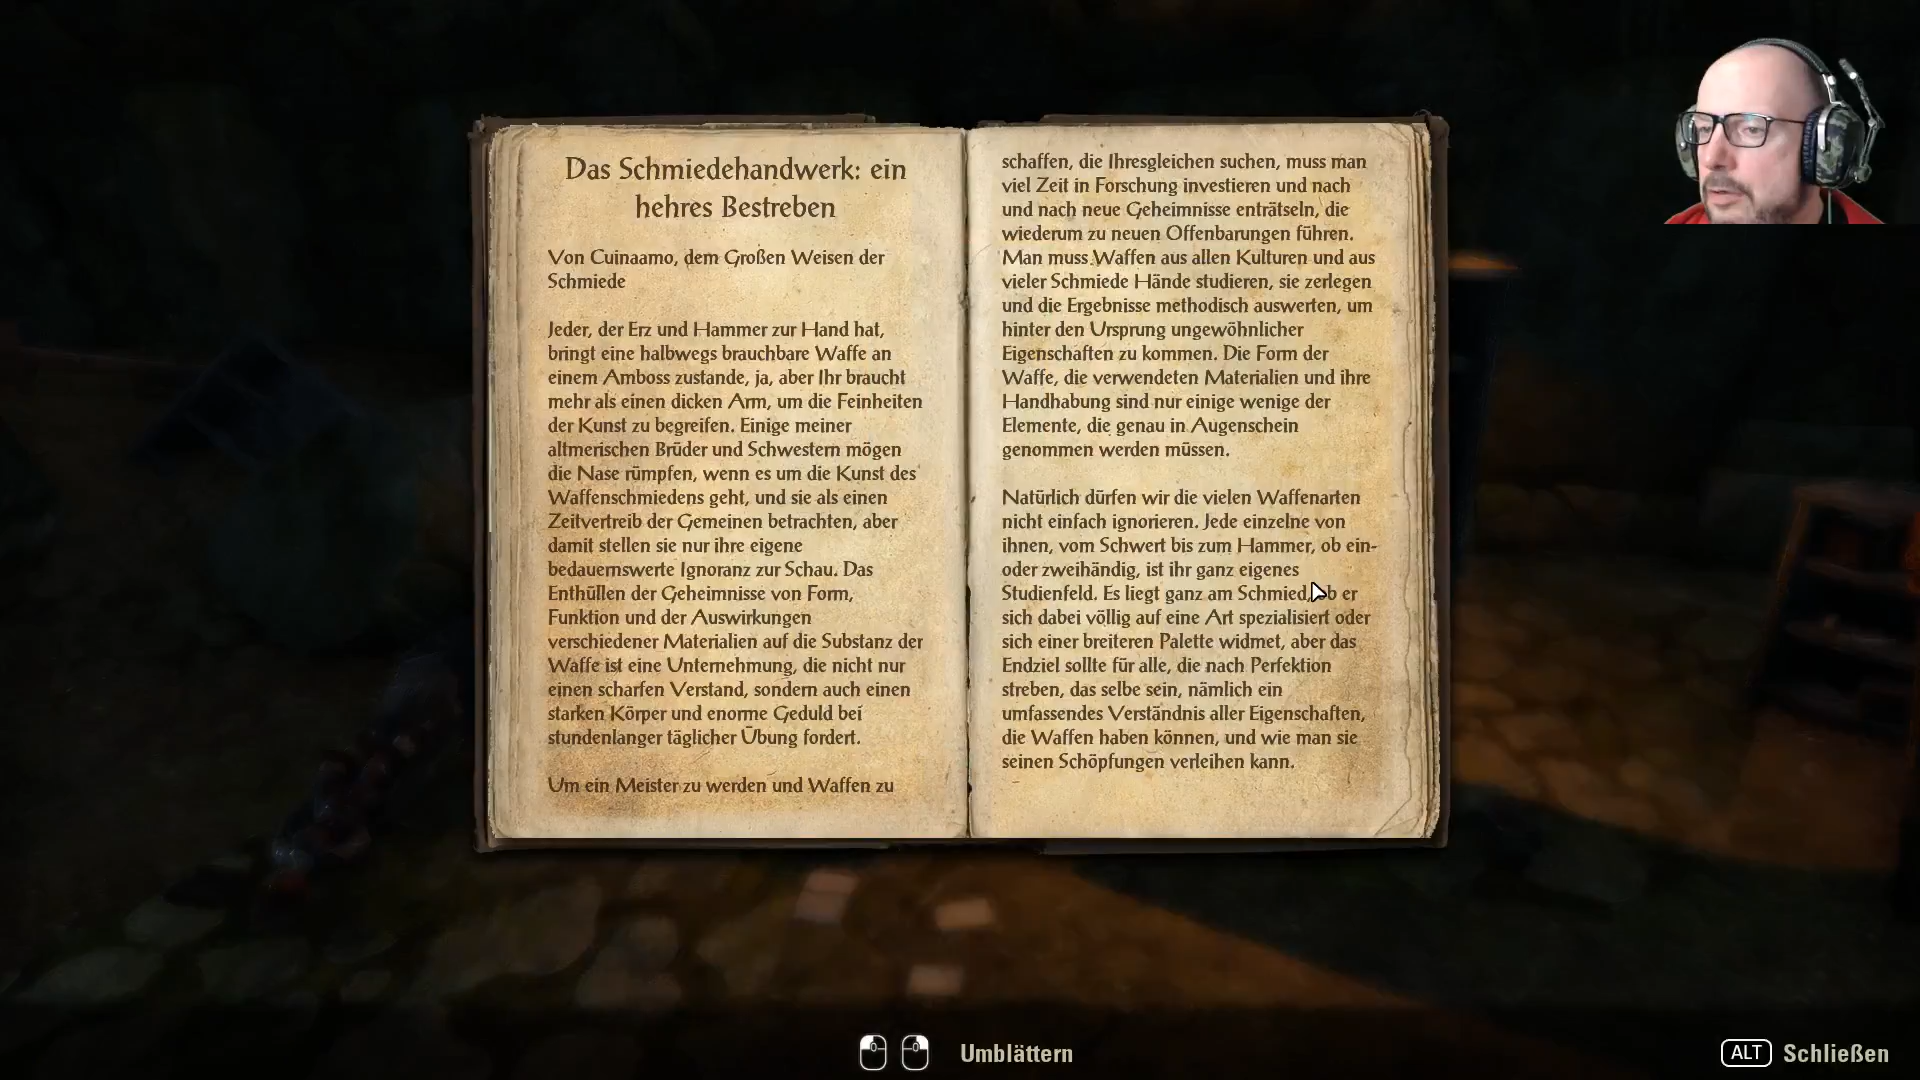 Das Schmiedehandwerk: ein
hehres Bestreben
Von Cuinaamo, dem Großen Weisen der
Schmiede
Jeder, der Erz und Hammer zur Hand hat,
bringt eine halbwegs brauchbare Waffe an
einem Amboss zustande, ja, aber Ihr braucht
mehr als einen dicken Arm, um die Feinheiten
der Kunst zu begreifen. Einige meiner
altmerischen Brüder und Schwestern mögen
die Nase rümpfen, wenn es um die Kunst des
Waffenschmiedens geht, und sie als einen
Zeitvertreib der Gemeinen betrachten, aber
damit stellen sie nur ihre eigene
bedauernswerte Ignoranz zur Schau. Das
Enthüllen der Geheimnisse von Form,
Funktion und der Auswirkungen
verschiedener Materialien auf die Substanz der
Waffe ist eine Unternehmung, die nicht nur
einen scharfen Verstand, sondern auch einen
starken Körper und enorme Geduld bei
stundenlanger täglicher Übung fordert.
Um ein Meister zu werden und Waffen zu
schaffen, die Ihresgleichen suchen, muss man
viel Zeit in Forschung investieren und nach
und nach neue Geheimnisse enträtseln, die
wiederum zu neuen Offenbarungen führen.
Man muss Waffen aus allen Kulturen und aus
vieler Schmiede Hände studieren, sie zerlegen
und die Ergebnisse methodisch auswerten, um
hinter den Ursprung ungewöhnlicher
Eigenschaften zu kommen. Die Form der
Waffe, die verwendeten Materialien und ihre
Handhabung sind nur einige wenige der
Elemente, die genau in Augenschein
genommen werden müssen.
Natürlich dürfen wir die vielen Waffenarten
nicht einfach ignorieren. Jede einzelne von
ihnen, vom Schwert bis zum Hammer, ob ein-
oder zweihändig, ist ihr ganz eigenes
Studienfeld. Es liegt ganz am Schmied, ob er
sich dabei völlig auf eine Art spezialisiert oder
sich einer breiteren Palette widmet, aber das
Endziel sollte für alle, die nach Perfektion
streben, das selbe sein, nämlich ein
umfassendes Verständnis aller Eigenschaften,
die Waffen haben können, und wie man sie
seinen Schöpfungen verleihen kann.
Umblättern
ALT Schließen